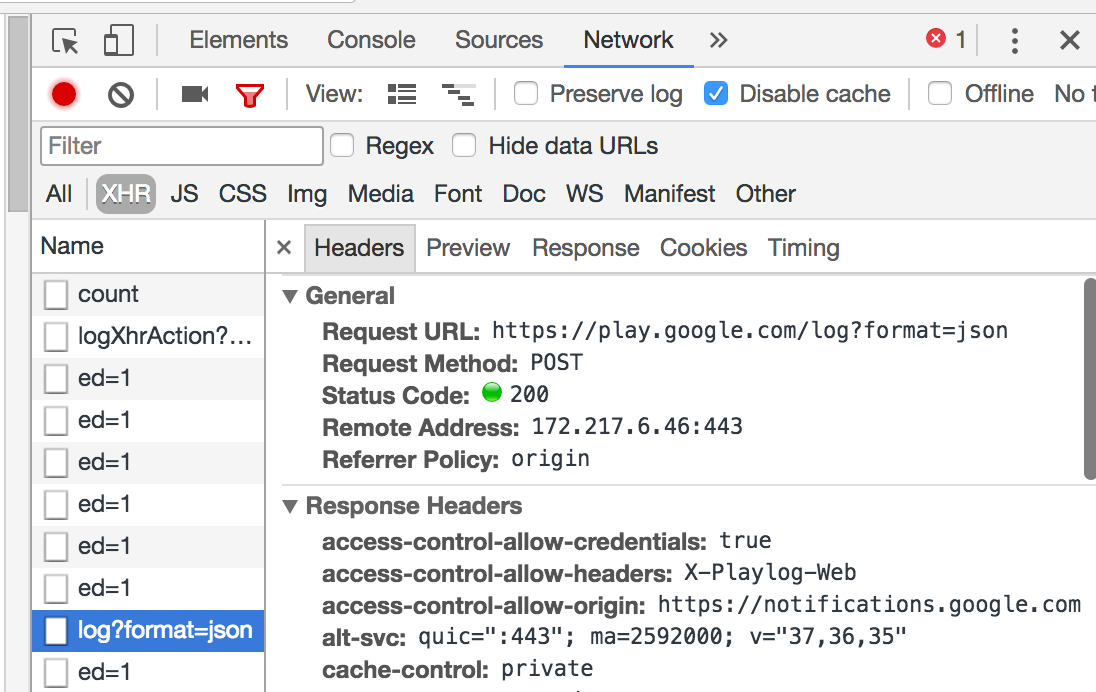 Elements Console Sources Network » 1
View: Preserve log Disable cache Offline No
Filter Regex Hide data URLs
All XHR JS CSS Img Media Font Doc WS Manifest Other
Name
count
logXhrAction?...
ed=1
ed=1
ed=1
ed=1
ed=1
ed=1
log?format=json
ed=1
× Headers Preview Response Cookies Timing
General
Request URL: https://play.google.com/log?format=json
Request Method: POST
Status Code: 200
Remote Address: 172.217.6.46:443
Referrer Policy: origin
Response Headers
access-control-allow-credentials: true
access-control-allow-headers: X-Playlog-Web
access-control-allow-origin: https://notifications.google.com
alt-svc: quic=":443"; ma=2592000; v="37,36,35"
cache-control: private